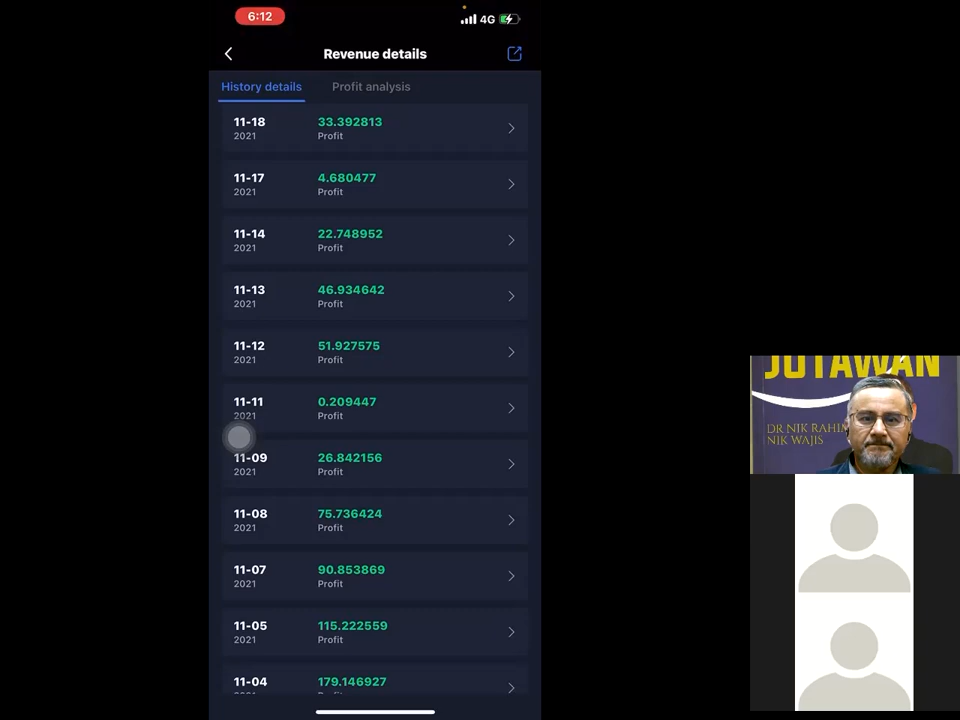 6:12
4G
Revenue details
History details
Profit analysis
11-18 33.392813
2021 Profit
11-17 4.680477
2021 Profit
11-14 22.748952
2021 Profit
11-13 46.934642
2021 Profit
11-12 51.927575
2021 Profit
11-11 0.209447
2021 Profit
11-09 26.842156
2021 Profit
11-08 75.736424
2021 Profit
11-07 90.853869
2021 Profit
11-05 115.222559
2021 Profit
11-04 179.146927
JUTAWAN
DR NIK RAHIM
NIK WAJIS